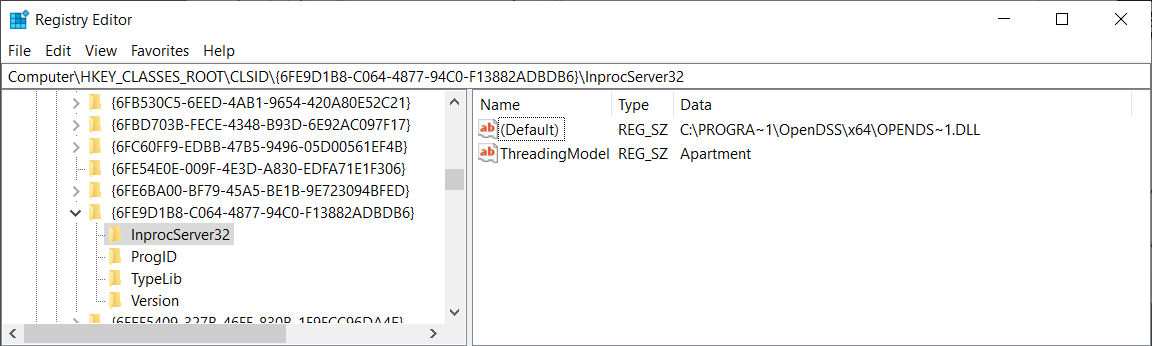 Registry Editor
File Edit View Favorites Help
Computer\HKEY_CLASSES_ROOT\CLSID\{6FE9D1B8-C064-4877-94C0-F13882ADBDB6}\InprocServer32
{6FB530C5-6EED-4AB1-9654-420A80E52C21}
{6FBD703B-FECE-4348-B93D-6E92AC097F17}
{6FC60FF9-EDBB-47B5-9496-05D00561EF4B}
{6FE54E0E-009F-4E3D-A830-EDFA71E1F306}
{6FE6BA00-BF79-45A5-BE1B-9E723094BFED}
{6FE9D1B8-C064-4877-94C0-F13882ADBDB6}
InprocServer32
ProgID
TypeLib
Version
Name Type Data
(Default) REG_SZ C:\PROGRA~1\OpenDSS\x64\OPENDS~1.DLL
ThreadingModel REG_SZ Apartment